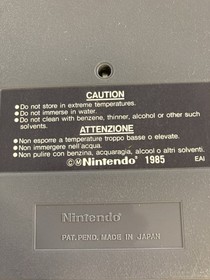 CAUTION
●Do not store in extreme temperatures.
●Do not immerse in water.
●Do not clean with benzene, thinner, alcohol or other such
solvents.
ATTENZIONE
●Non esporre a temperature troppo basse o elevate.
●Non immergere nell'acqua.
●Non pulire con benzina, acquaragia, alcool o altri solventi.
©ⓂNintendo® 1985 EAI
Nintendo®
PAT. PEND. MADE IN JAPAN